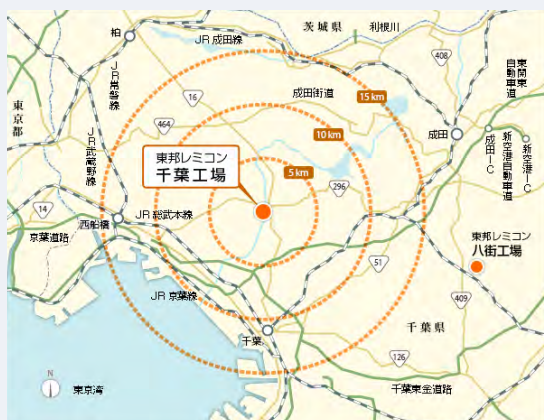 茨城県
利根川
柏
JR成田線
408
東関東
自動車道
JR常磐線
16
成田街道
15km
東京都
464
10km
成田
JR武蔵野線
東邦レミコン
千葉工場
5km
成田IC
新空港自動車道
新空港IC
296
14
JR総武本線
西船橋
京葉道路
東邦レミコン
八街工場
51
JR京葉線
409
千葉
千葉県
126
N
東京湾
千葉東金道路